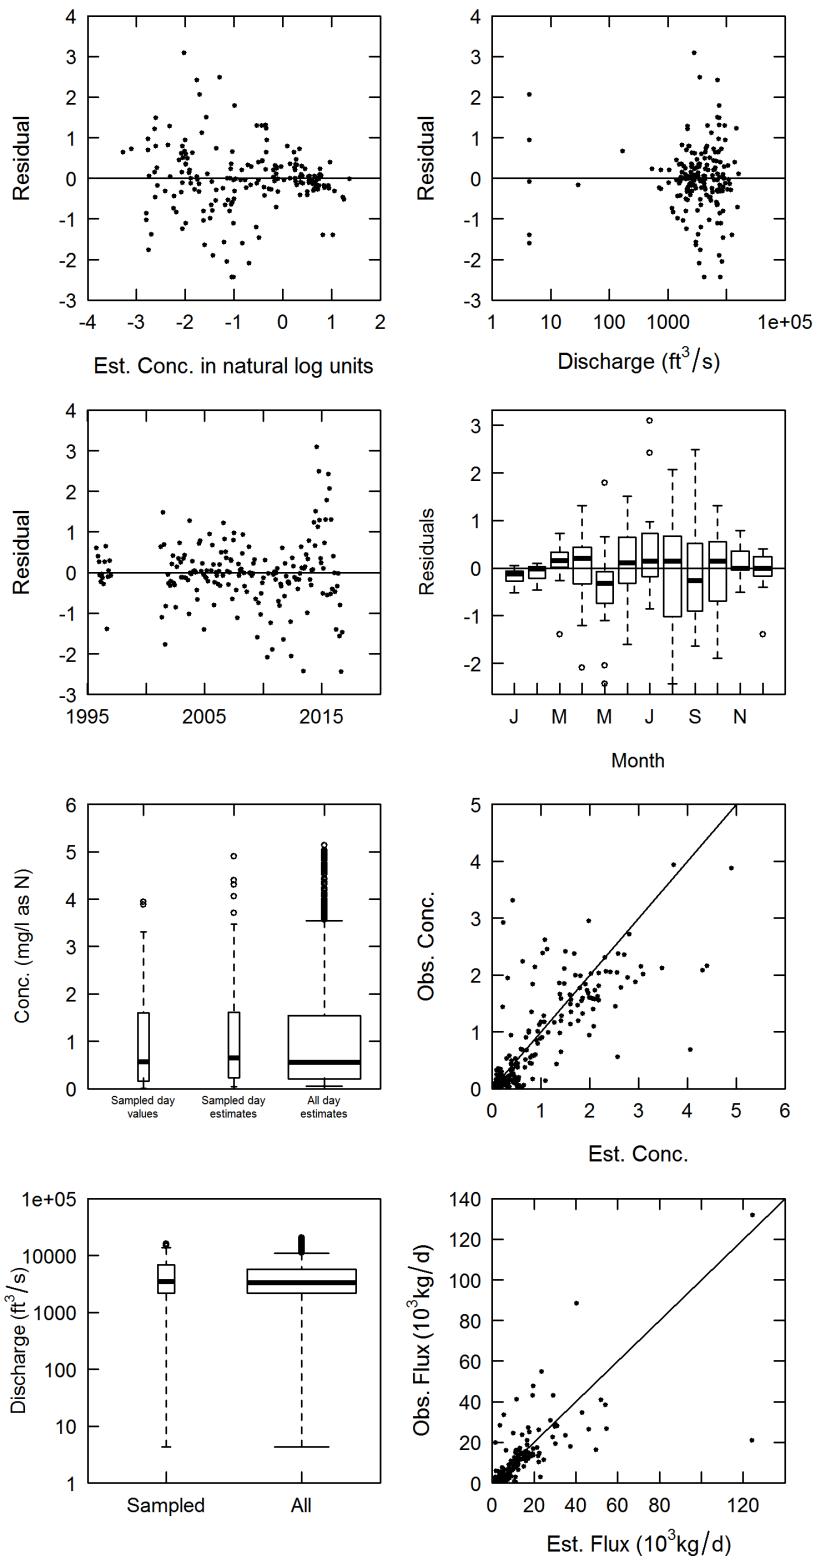 4
3
2
1
0
-1
-2
-3
Residual
-4 -3 -2 -1 0 1 2
Est. Conc. in natural log units
4
3
2
1
0
-1
-2
-3
Residual
1 10 100 1000 1e+05
Discharge (ft³/s)
4
3
2
1
0
-1
-2
-3
Residual
1995 2005 2015
3
2
1
0
-1
-2
Residuals
J M M J S N
Month
6
5
4
3
2
1
0
Conc. (mg/l as N)
Sampled day values
Sampled day estimates
All day estimates
5
4
3
2
1
0
Obs. Conc.
0 1 2 3 4 5 6
Est. Conc.
1e+05
10000
1000
100
10
1
Discharge (ft³/s)
Sampled All
140
120
100
80
60
40
20
0
Obs. Flux (10³kg/d)
0 20 40 60 80 120
Est. Flux (10³kg/d)